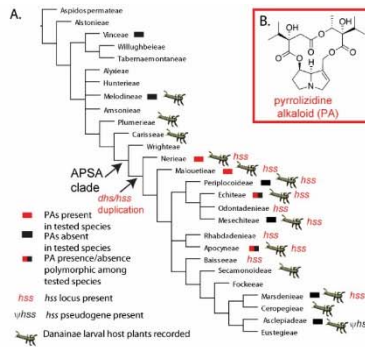 A.
Aspidospermateae
Alstonieae
Vinceae
Willughbeieae
Tabernaemontaneae
Alyxieae
Hunterieae
Melodineae
Amsonieae
Plumerieae
Carisseae
Wrighteae
APSA
clade
dhs/hss
duplication
Nerieae hss
Malouetieae hss
Periplocoideae hss
Echiteae hss
Odontadenieae hss
Mesechiteae hss
Rhabdadenieae hss
Apocyneae hss
Baisseeae hss
Secamonoideae
Fockeeae
Marsdenieae hss
Ceropegieae
Asclepiadeae ψhss
Eustegieae
PAs present
in tested species
PAs absent
in tested species
PA presence/absence
polymorphic among
tested species
hss hss locus present
ψhss hss pseudogene present
Danainae larval host plants recorded
B.
OH
O
O
O
OH
O
O
H
N
pyrrolizidine
alkaloid (PA)